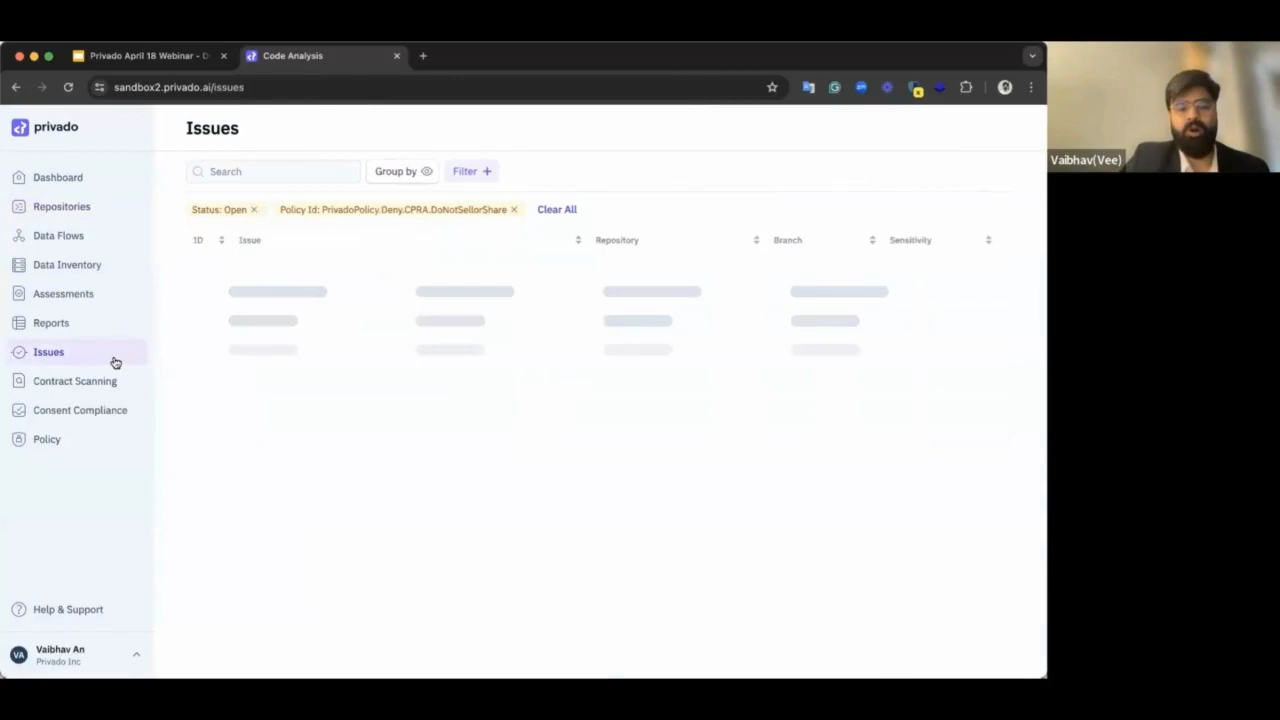 Privado April 18 Webinar - D
Code Analysis
sandbox2.privado.ai/issues
privado
Issues
Search
Group by
Filter +
Dashboard
Repositories
Status: Open
Policy Id: PrivadoPolicy.Deny.CPRA.DoNotSellorShare
Clear All
Data Flows
ID
Issue
Repository
Branch
Sensitivity
Data Inventory
Assessments
Reports
Issues
Contract Scanning
Consent Compliance
Policy
Help & Support
VA
Vaibhav An
Privado Inc
Vaibhav(Vee)